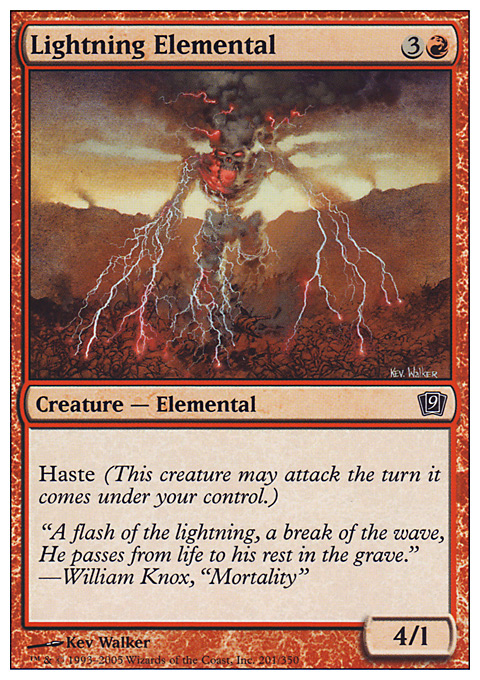 Lightning Elemental 3
KEV. WALKER
Creature — Elemental 9
Haste (This creature may attack the turn it
comes under your control.)
“A flash of the lightning, a break of the wave,
He passes from life to his rest in the grave.”
—William Knox, “Mortality”
4/1
Kev Walker
™ & © 1993–2005 Wizards of the Coast, Inc. 201/350